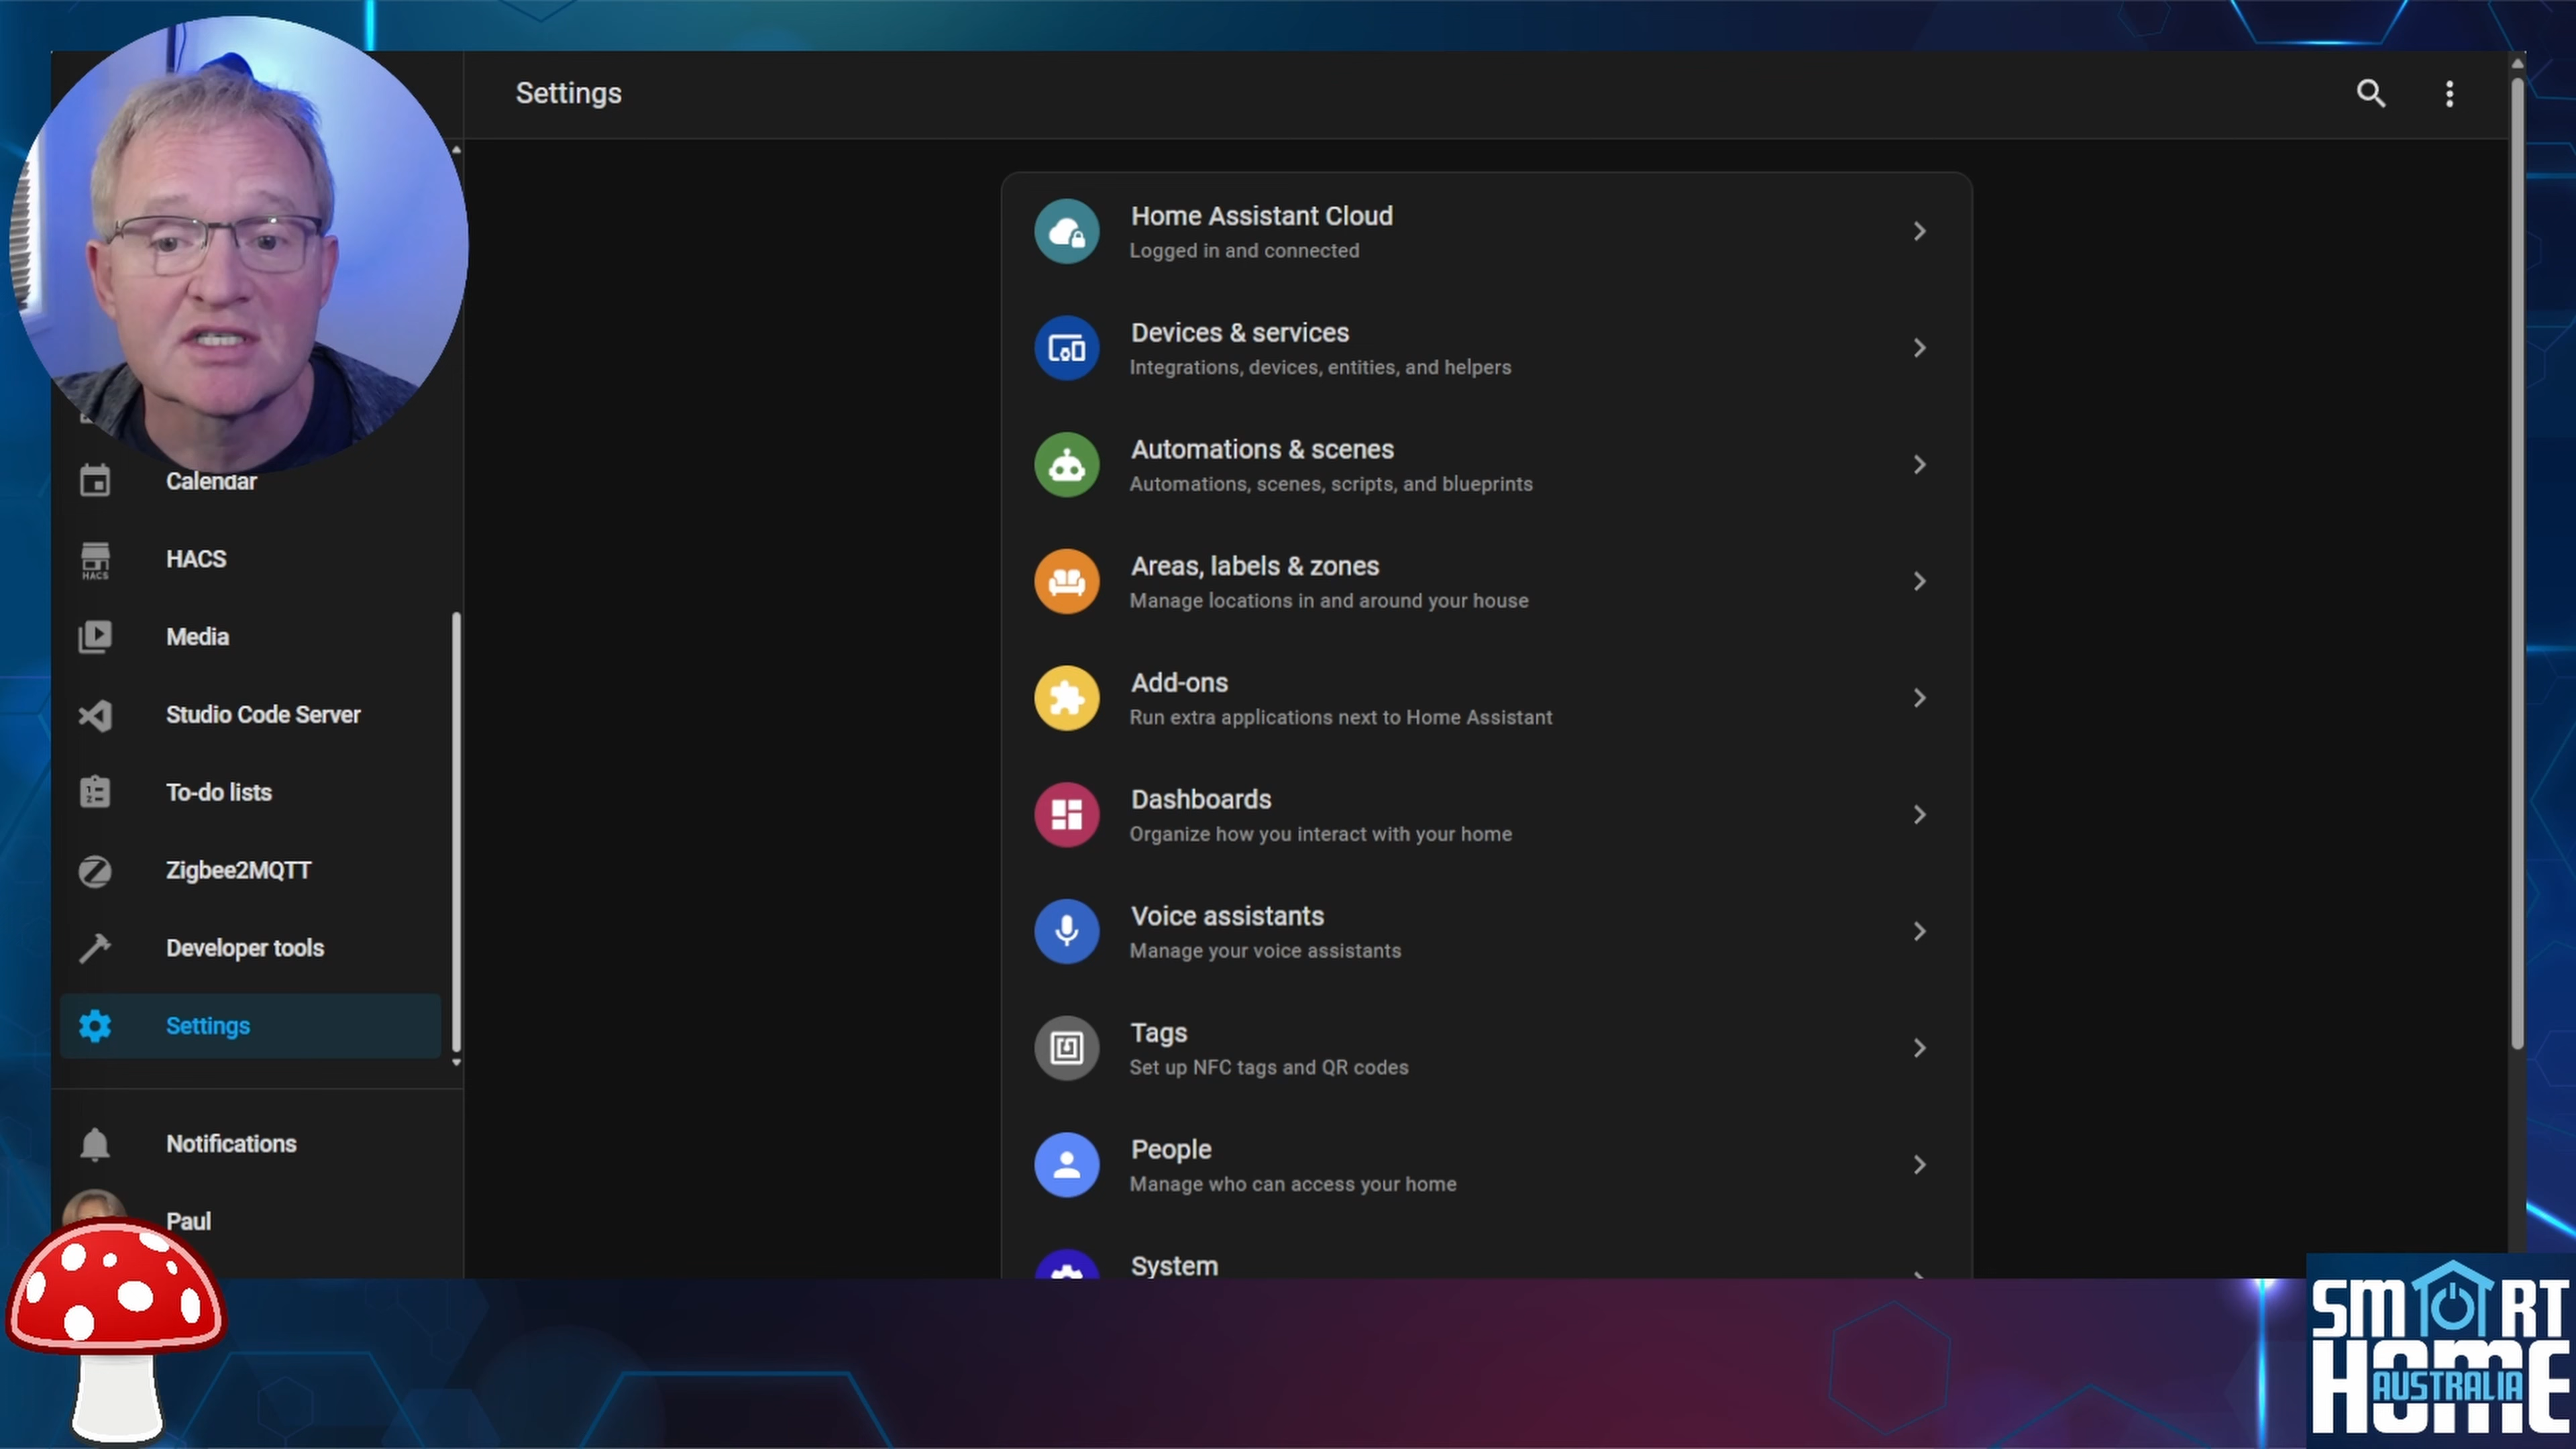 Settings
Calendar
HACS
HACS
Media
Studio Code Server
To-do lists
Zigbee2MQTT
Developer tools
Settings
Notifications
Paul
Home Assistant Cloud
Logged in and connected
Devices & services
Integrations, devices, entities, and helpers
Automations & scenes
Automations, scenes, scripts, and blueprints
Areas, labels & zones
Manage locations in and around your house
Add-ons
Run extra applications next to Home Assistant
Dashboards
Organize how you interact with your home
Voice assistants
Manage your voice assistants
Tags
Set up NFC tags and QR codes
People
Manage who can access your home
System
SMART
HOME
AUSTRALIA